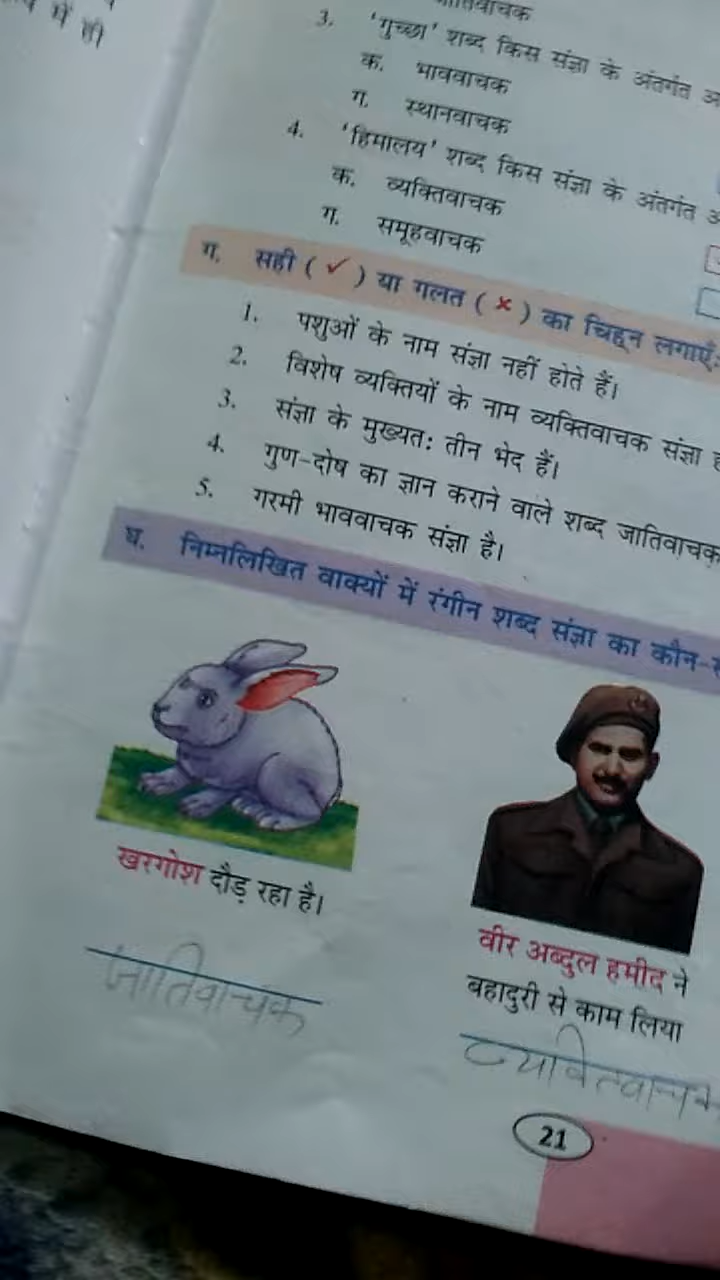 में ही
जातिवाचक
3. 'गुच्छा' शब्द किस संज्ञा के अंतर्गत
क. भाववाचक
ग. स्थानवाचक
4. 'हिमालय' शब्द किस संज्ञा के अंतर्गत
क. व्यक्तिवाचक
ग. समूहवाचक
ग. सही ( ✓ ) या गलत ( × ) का चिह्न लगाएँ:
1. पशुओं के नाम संज्ञा नहीं होते हैं।
2. विशेष व्यक्तियों के नाम व्यक्तिवाचक संज्ञा
3. संज्ञा के मुख्यतः तीन भेद हैं।
4. गुण-दोष का ज्ञान कराने वाले शब्द जातिवाचक
5. गरमी भाववाचक संज्ञा है।
घ. निम्नलिखित वाक्यों में रंगीन शब्द संज्ञा का कौन-
खरगोश दौड़ रहा है।
जातिवाचक
वीर अब्दुल हमीद ने
बहादुरी से काम लिया
व्यक्तिवाचक
21